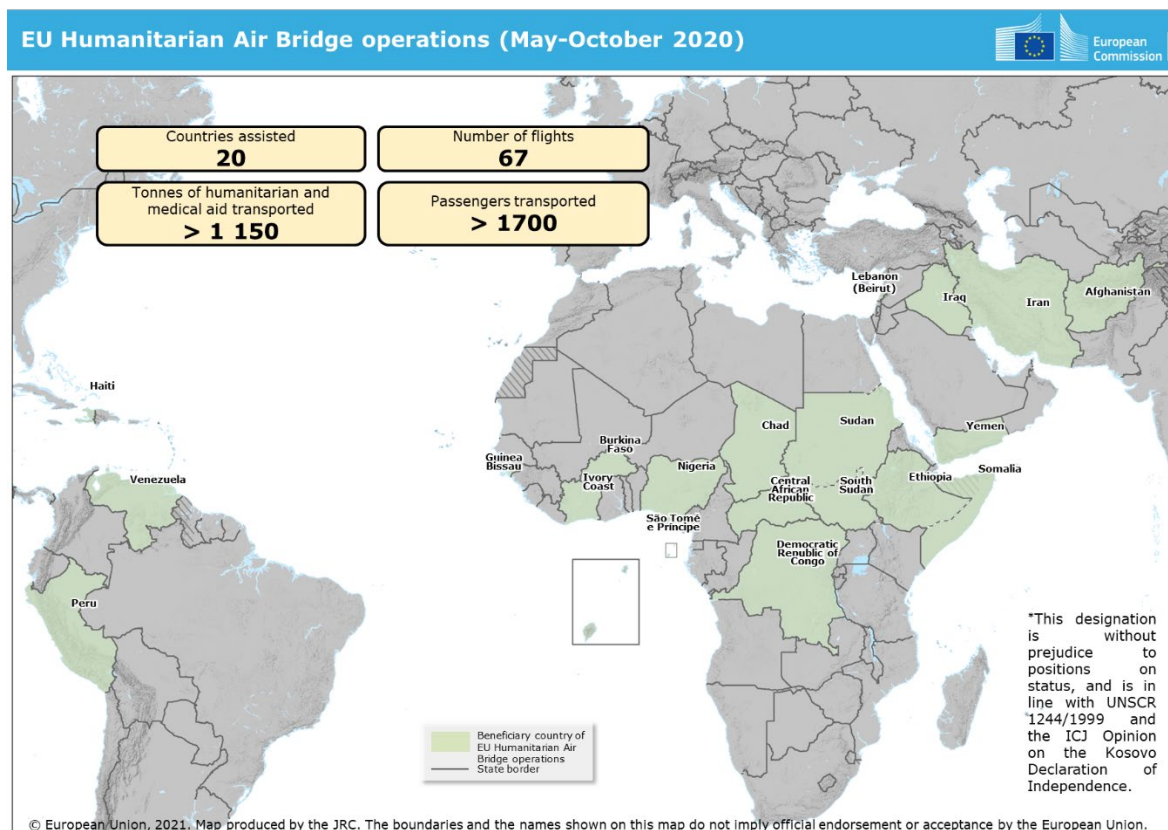 EU Humanitarian Air Bridge operations (May-October 2020)
European
Commission
Countries assisted
20
Number of flights
67
Tonnes of humanitarian and
medical aid transported
> 1 150
Passengers transported
> 1700
Lebanon
(Beirut)
Iraq
Iran
Afghanistan
Haiti
Venezuela
Peru
Guinea
Bissau
Burkina
Faso
Ivory
Coast
Nigeria
Chad
Sudan
Yemen
Central
African
Republic
South
Sudan
Ethiopia
Somalia
São Tomé
e Príncipe
Democratic
Republic of
Congo
*This designation
is without
prejudice to
positions on
status, and is in
line with UNSCR
1244/1999 and
the ICJ Opinion
on the Kosovo
Declaration of
Independence.
Beneficiary country of
EU Humanitarian Air
Bridge operations
State border
© European Union, 2021. Map produced by the JRC. The boundaries and the names shown on this map do not imply official endorsement or acceptance by the European Union.